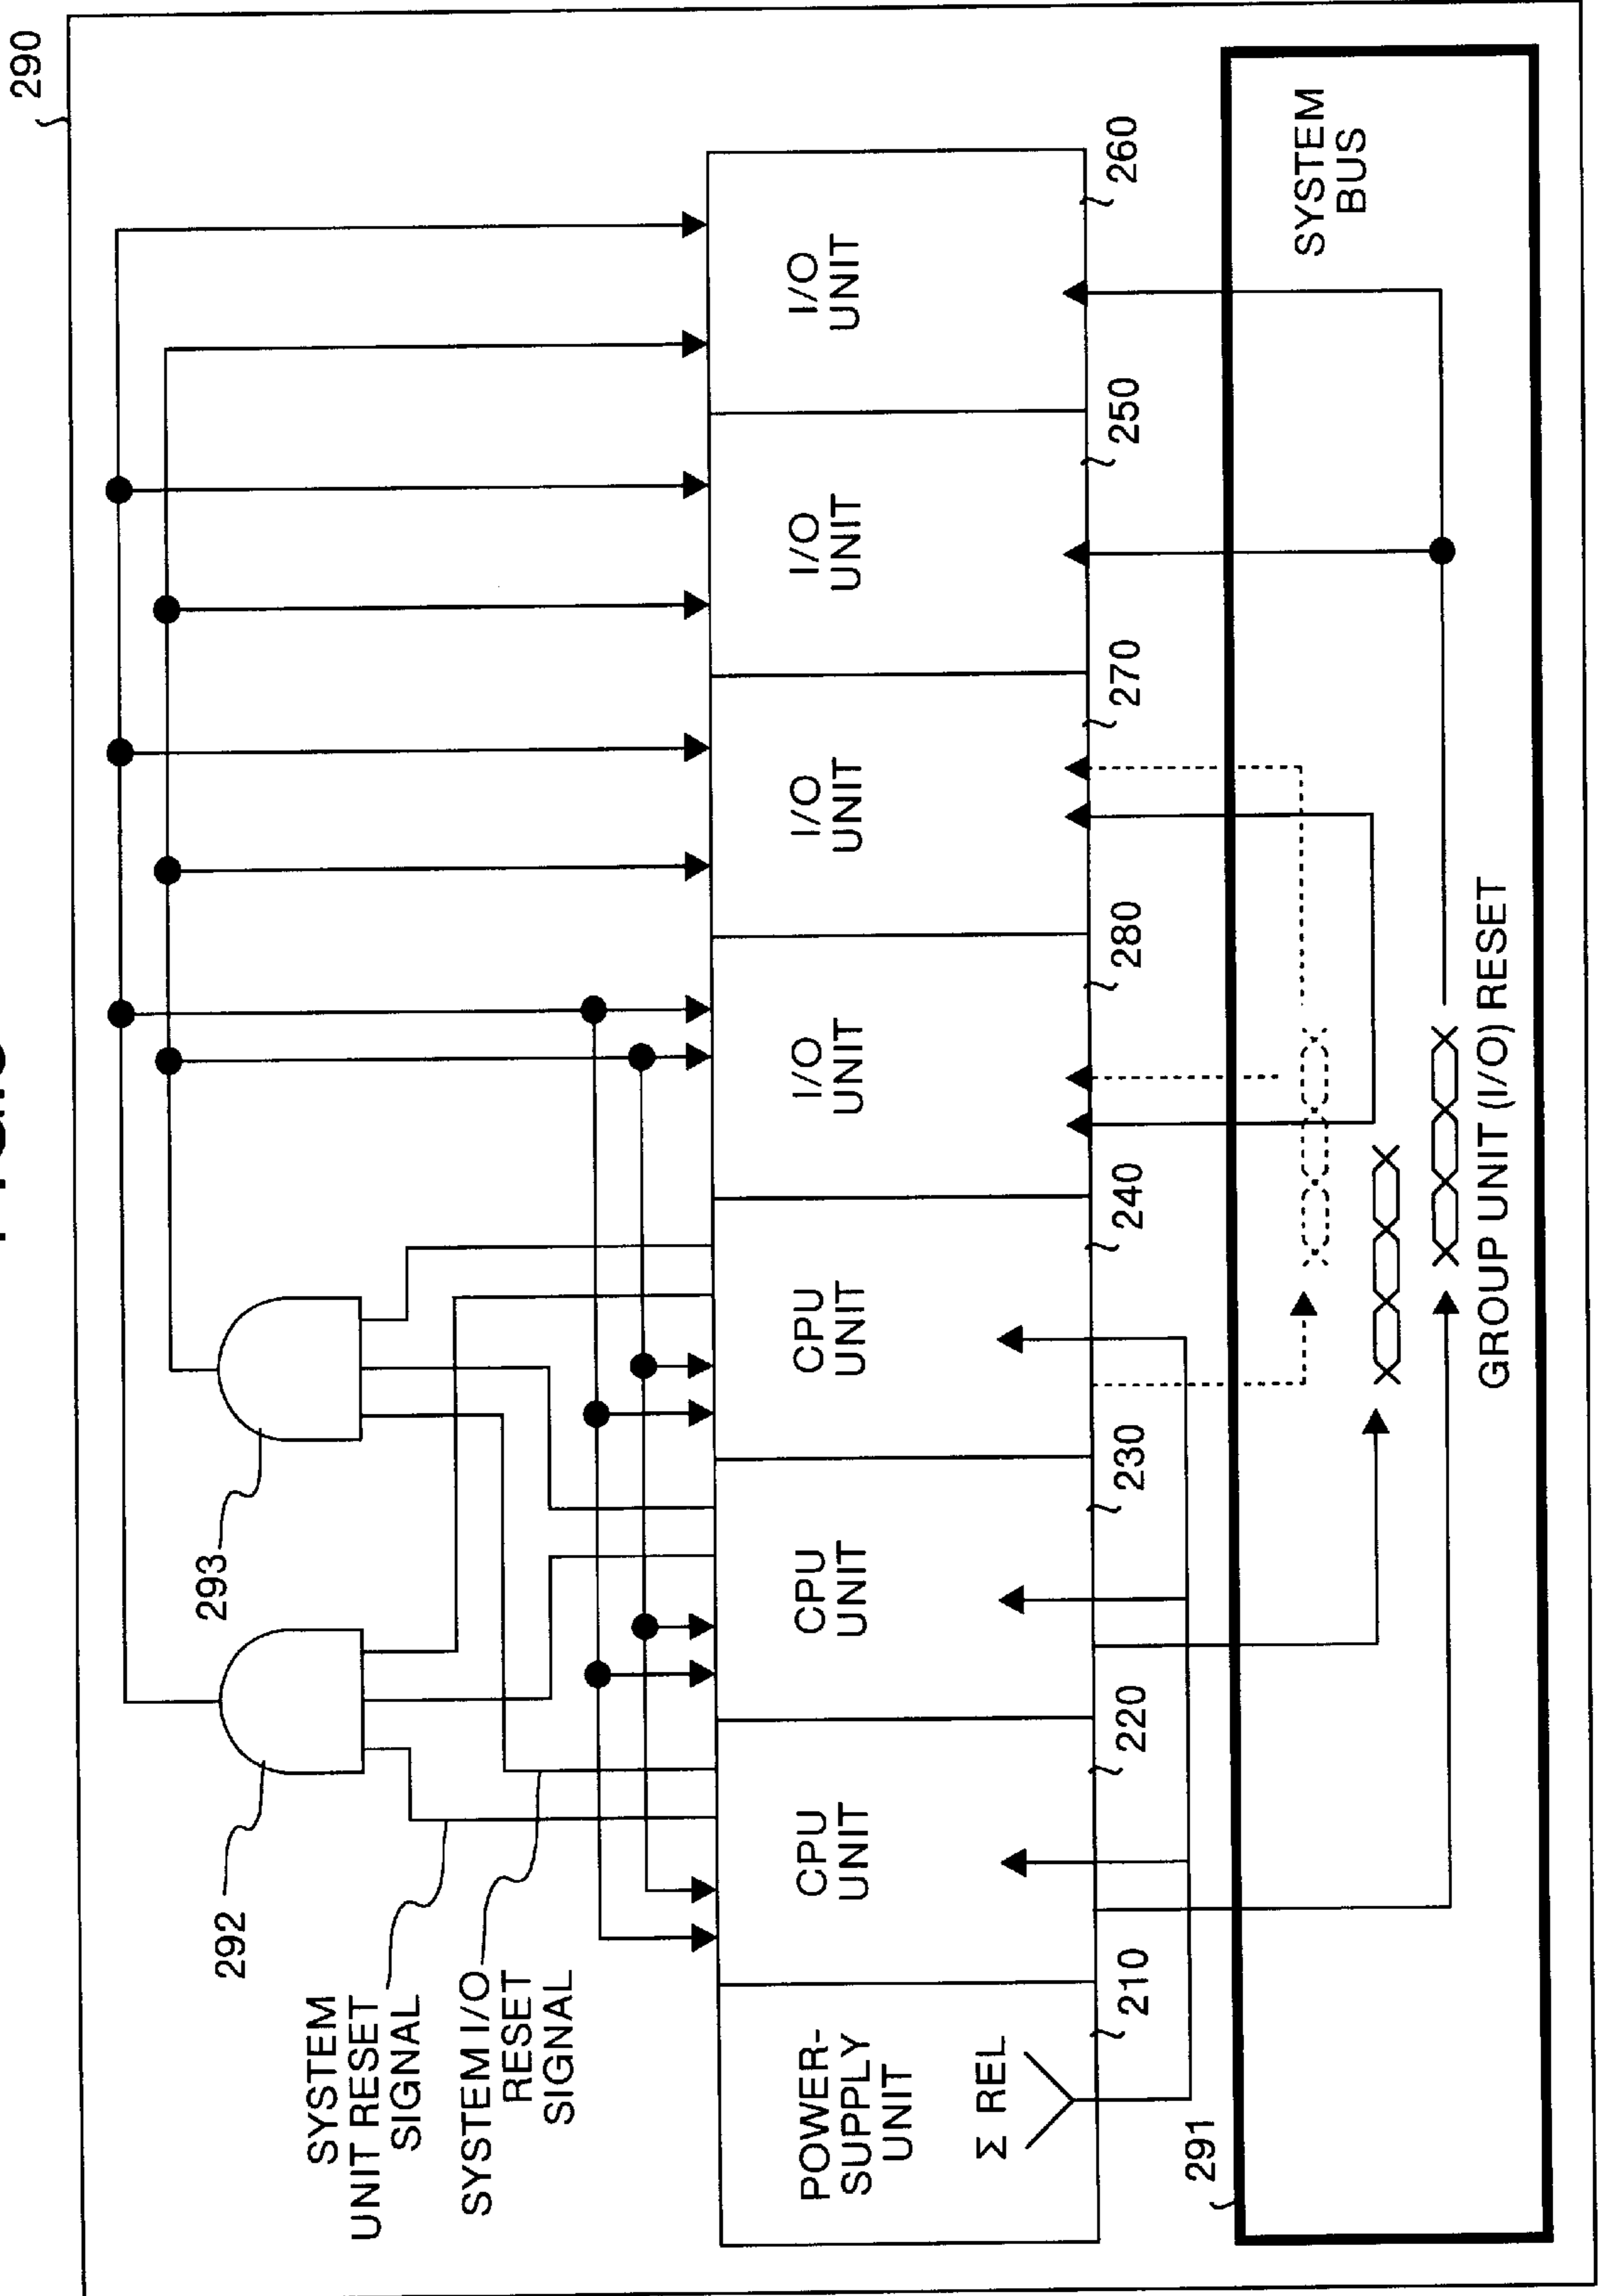 290
293
292
SYSTEM
UNIT RESET
SIGNAL
SYSTEM I/O
RESET
SIGNAL
POWER-
SUPPLY
UNIT
Σ REL
CPU
UNIT
CPU
UNIT
CPU
UNIT
I/O
UNIT
I/O
UNIT
I/O
UNIT
I/O
UNIT
210
220
230
240
280
270
250
260
291
SYSTEM
BUS
GROUP UNIT (I/O) RESET